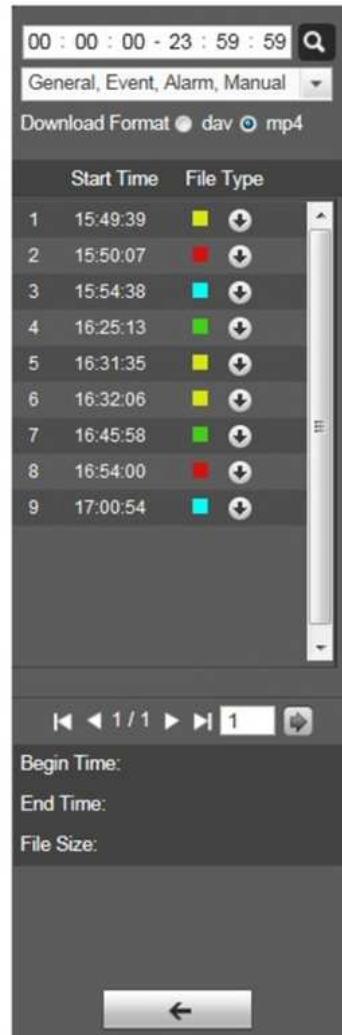 00 : 00 : 00 - 23 : 59 : 59
General, Event, Alarm, Manual
Download Format dav mp4
Start Time File Type
1 15:49:39
2 15:50:07
3 15:54:38
4 16:25:13
5 16:31:35
6 16:32:06
7 16:45:58
8 16:54:00
9 17:00:54
1 / 1 1
Begin Time:
End Time:
File Size: